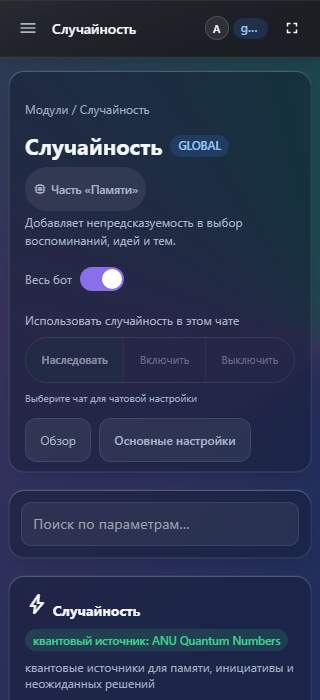 Случайность
A
g...
Модули / Случайность
Случайность GLOBAL
Часть «Памяти»
Добавляет непредсказуемость в выбор
воспоминаний, идей и тем.
Весь бот
Использовать случайность в этом чате
Наследовать Включить Выключить
Выберите чат для чатовой настройки
Обзор Основные настройки
Поиск по параметрам...
Случайность
квантовый источник: ANU Quantum Numbers
квантовые источники для памяти, инициативы и
неожиданных решений